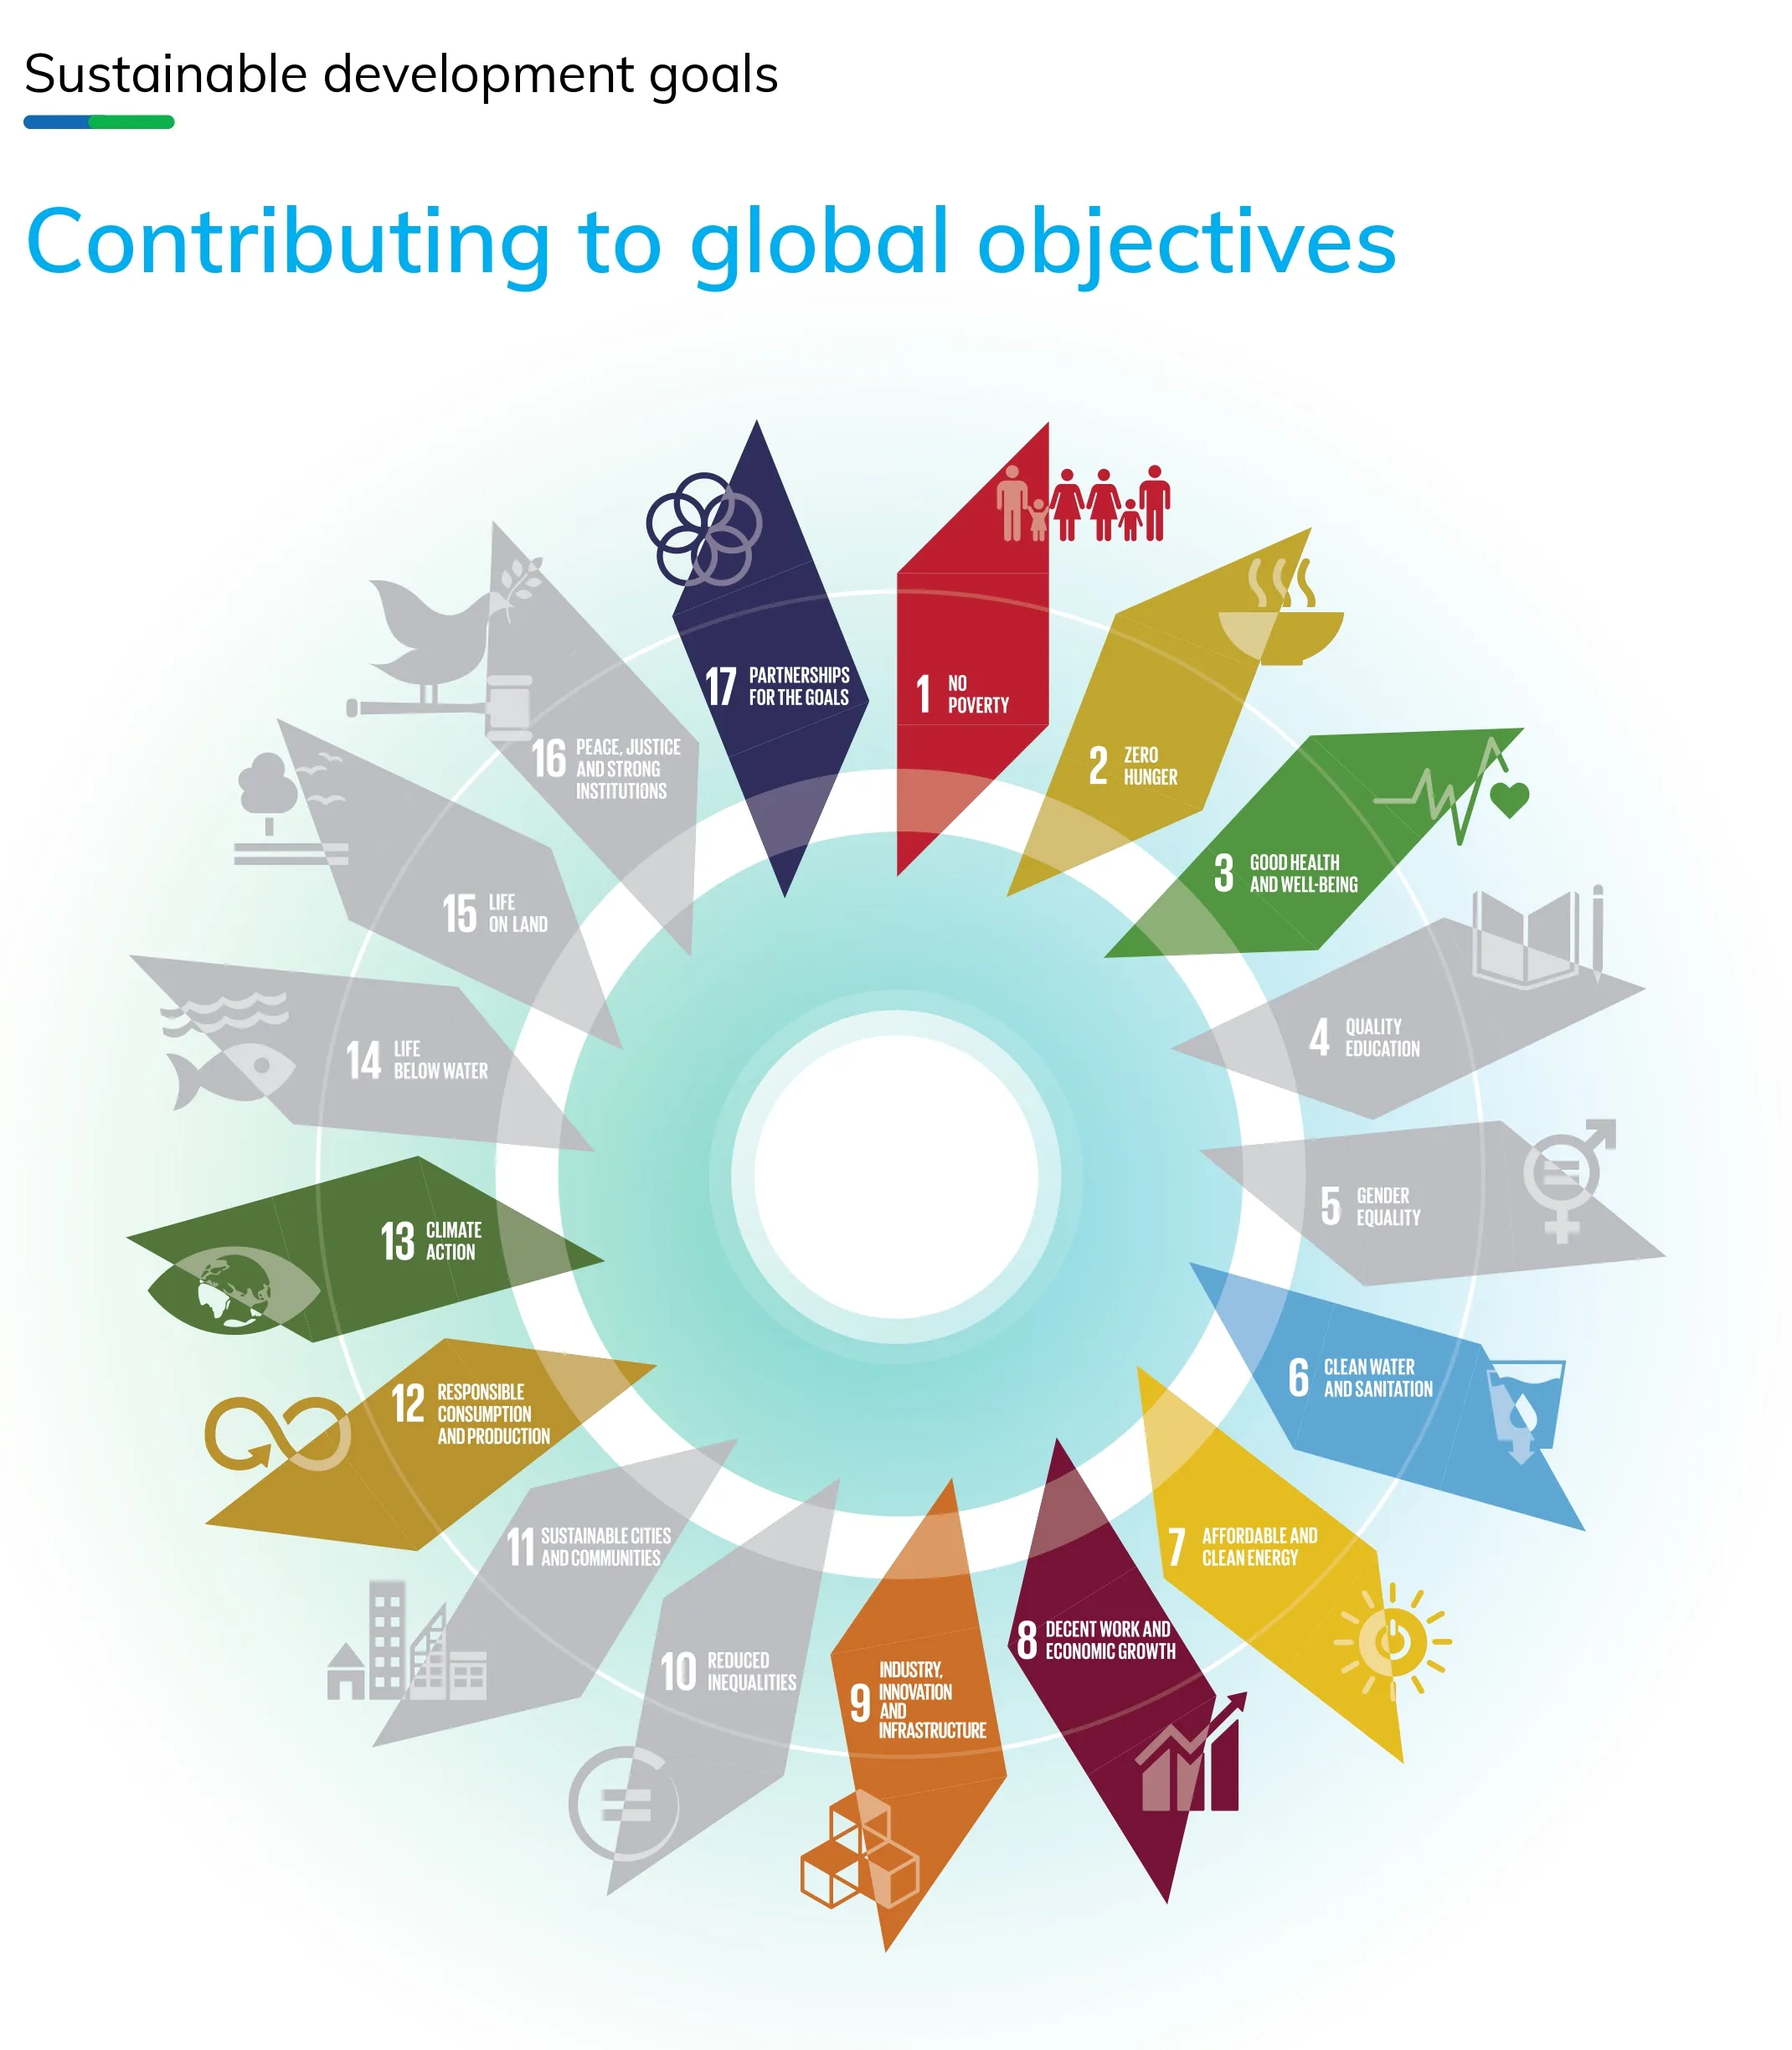 Sustainable development goals
Contributing to global objectives
1 NO
POVERTY
2 ZERO
HUNGER
3 GOOD HEALTH
AND WELL-BEING
4 QUALITY
EDUCATION
5 GENDER
EQUALITY
6 CLEAN WATER
AND SANITATION
7 AFFORDABLE AND
CLEAN ENERGY
8 DECENT WORK AND
ECONOMIC GROWTH
9 INDUSTRY,
INNOVATION
AND
INFRASTRUCTURE
10 REDUCED
INEQUALITIES
11 SUSTAINABLE CITIES
AND COMMUNITIES
12 RESPONSIBLE
CONSUMPTION
AND PRODUCTION
13 CLIMATE
ACTION
14 LIFE
BELOW WATER
15 LIFE
ON LAND
16 PEACE, JUSTICE
AND STRONG
INSTITUTIONS
17 PARTNERSHIPS
FOR THE GOALS